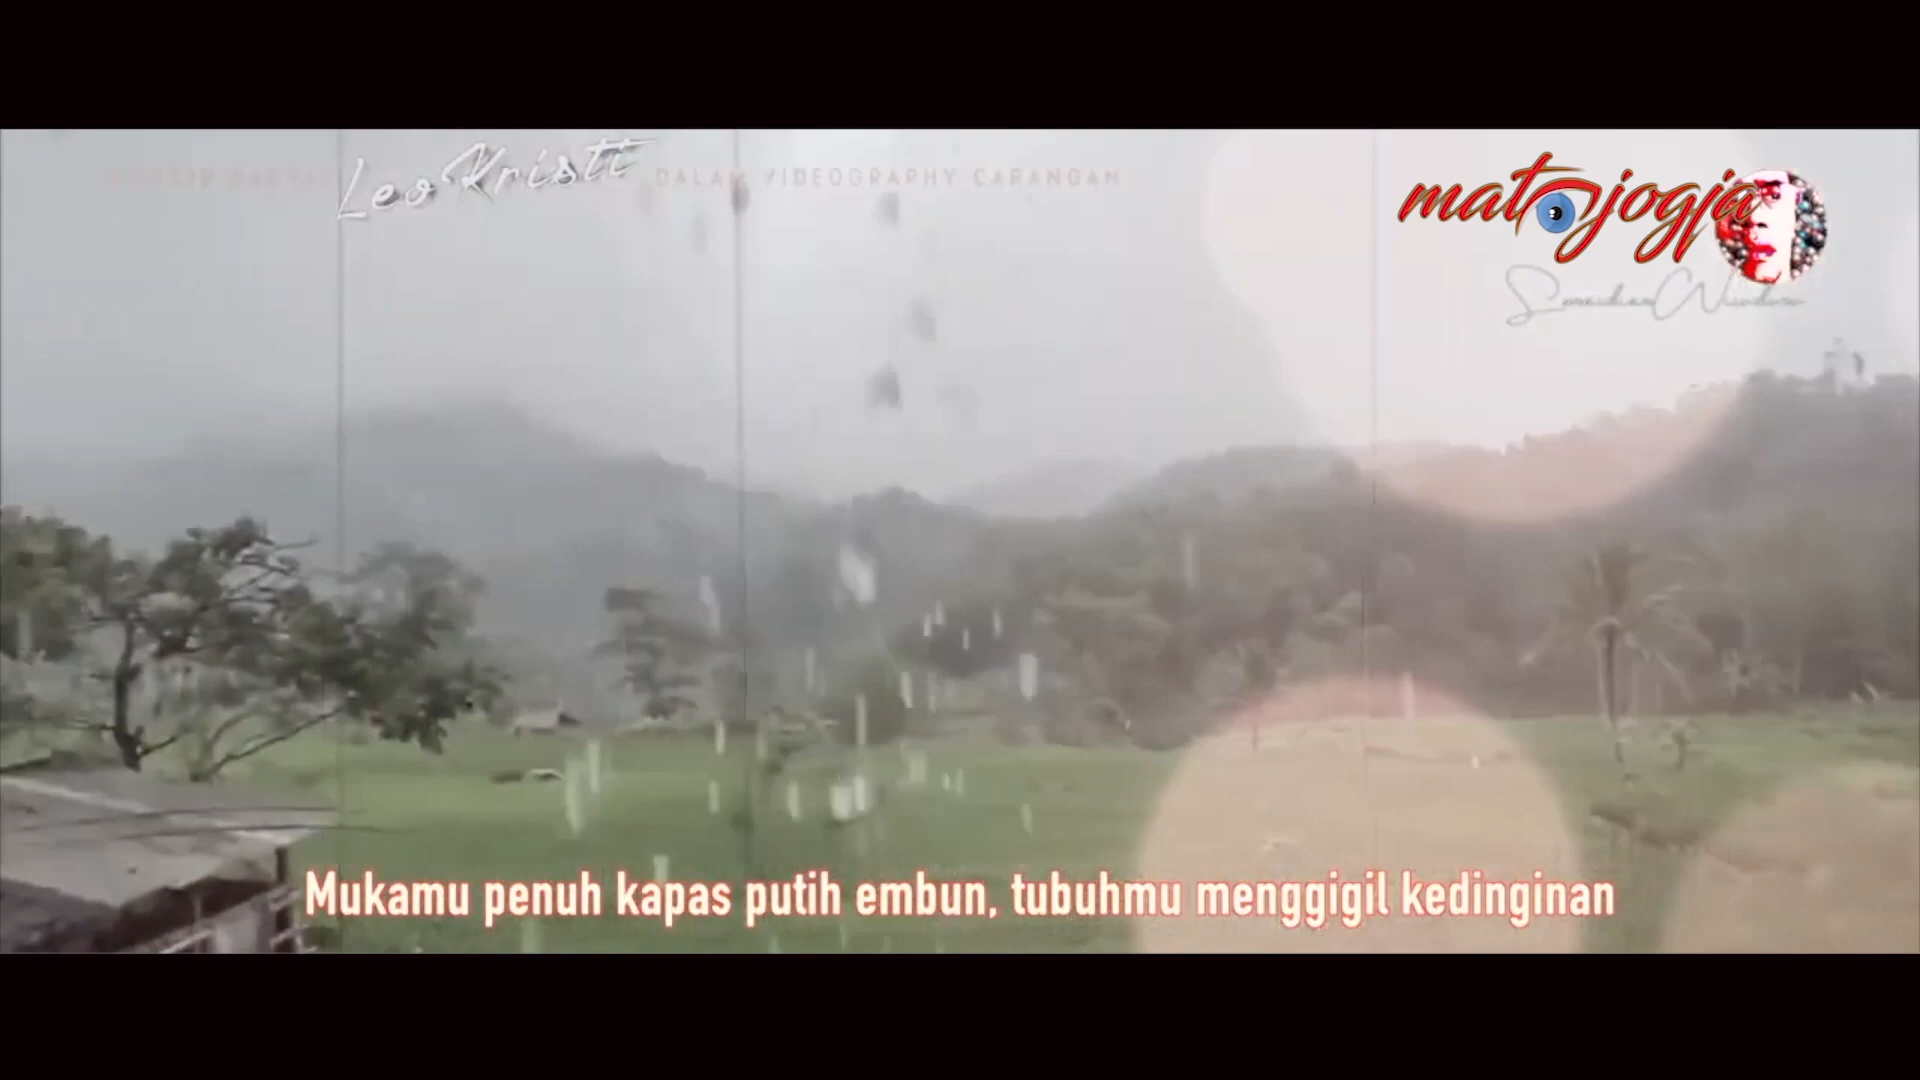 Leo Kristi DALAM VIDEOGRAPHY CARANGAN
matajogja
Mukamu penuh kapas putih embun, tubuhmu menggigil kedinginan